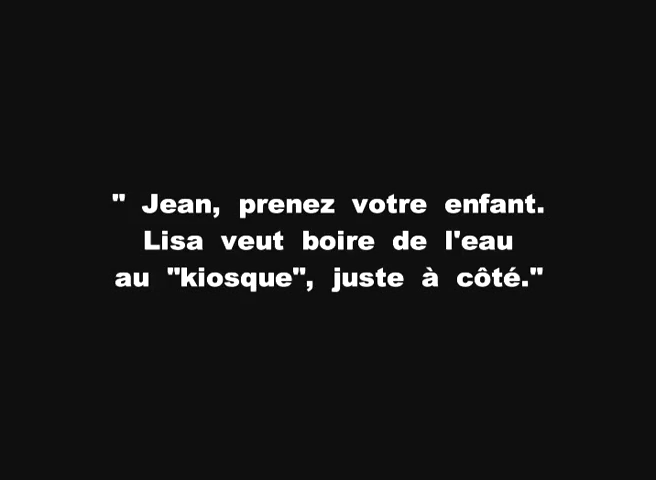 " Jean, prenez votre enfant.
Lisa veut boire de l'eau
au "kiosque", juste à côté."